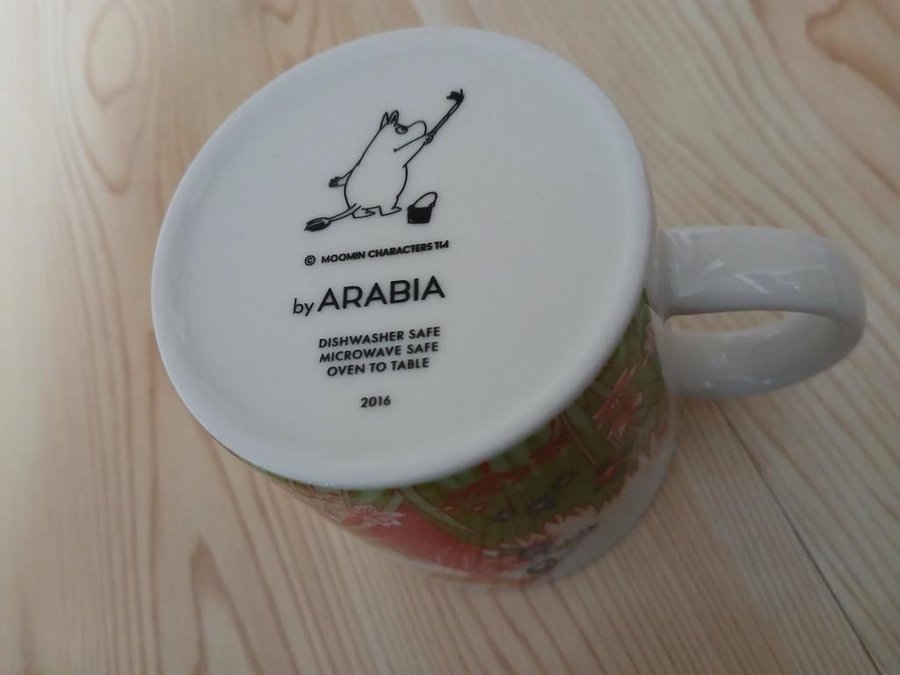 © MOOMIN CHARACTERS TM
by ARABIA
DISHWASHER SAFE
MICROWAVE SAFE
OVEN TO TABLE
2016